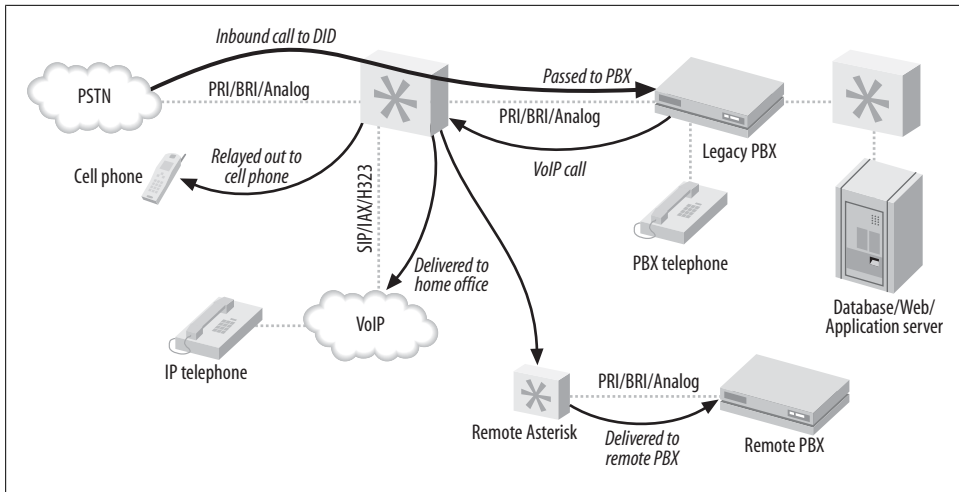 Inbound call to DID
PSTN
PRI/BRI/Analog
Passed to PBX
PRI/BRI/Analog
Legacy PBX
VoIP call
Cell phone
Relayed out to
cell phone
SIP/IAX/H323
PBX telephone
Delivered to
home office
Database/Web/
Application server
VoIP
IP telephone
PRI/BRI/Analog
Remote Asterisk
Delivered to
remote PBX
Remote PBX